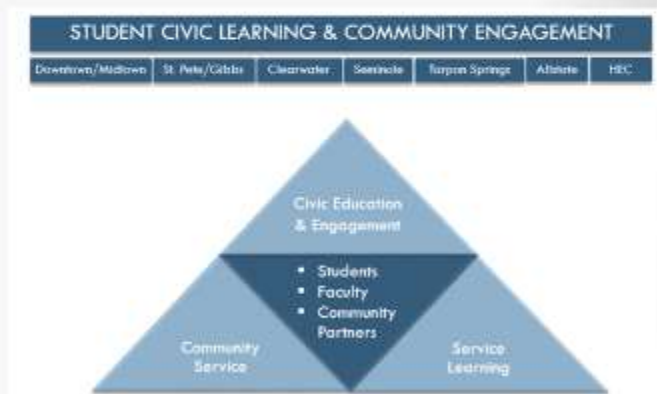 STUDENT CIVIC LEARNING & COMMUNITY ENGAGEMENT
Downtown/Midtown St. Pete/Gibbs Clearwater Seminole Tarpon Springs Allstate HEC
Civic Education
& Engagement
▪ Students
▪ Faculty
▪ Community
Partners
Community
Service
Service
Learning